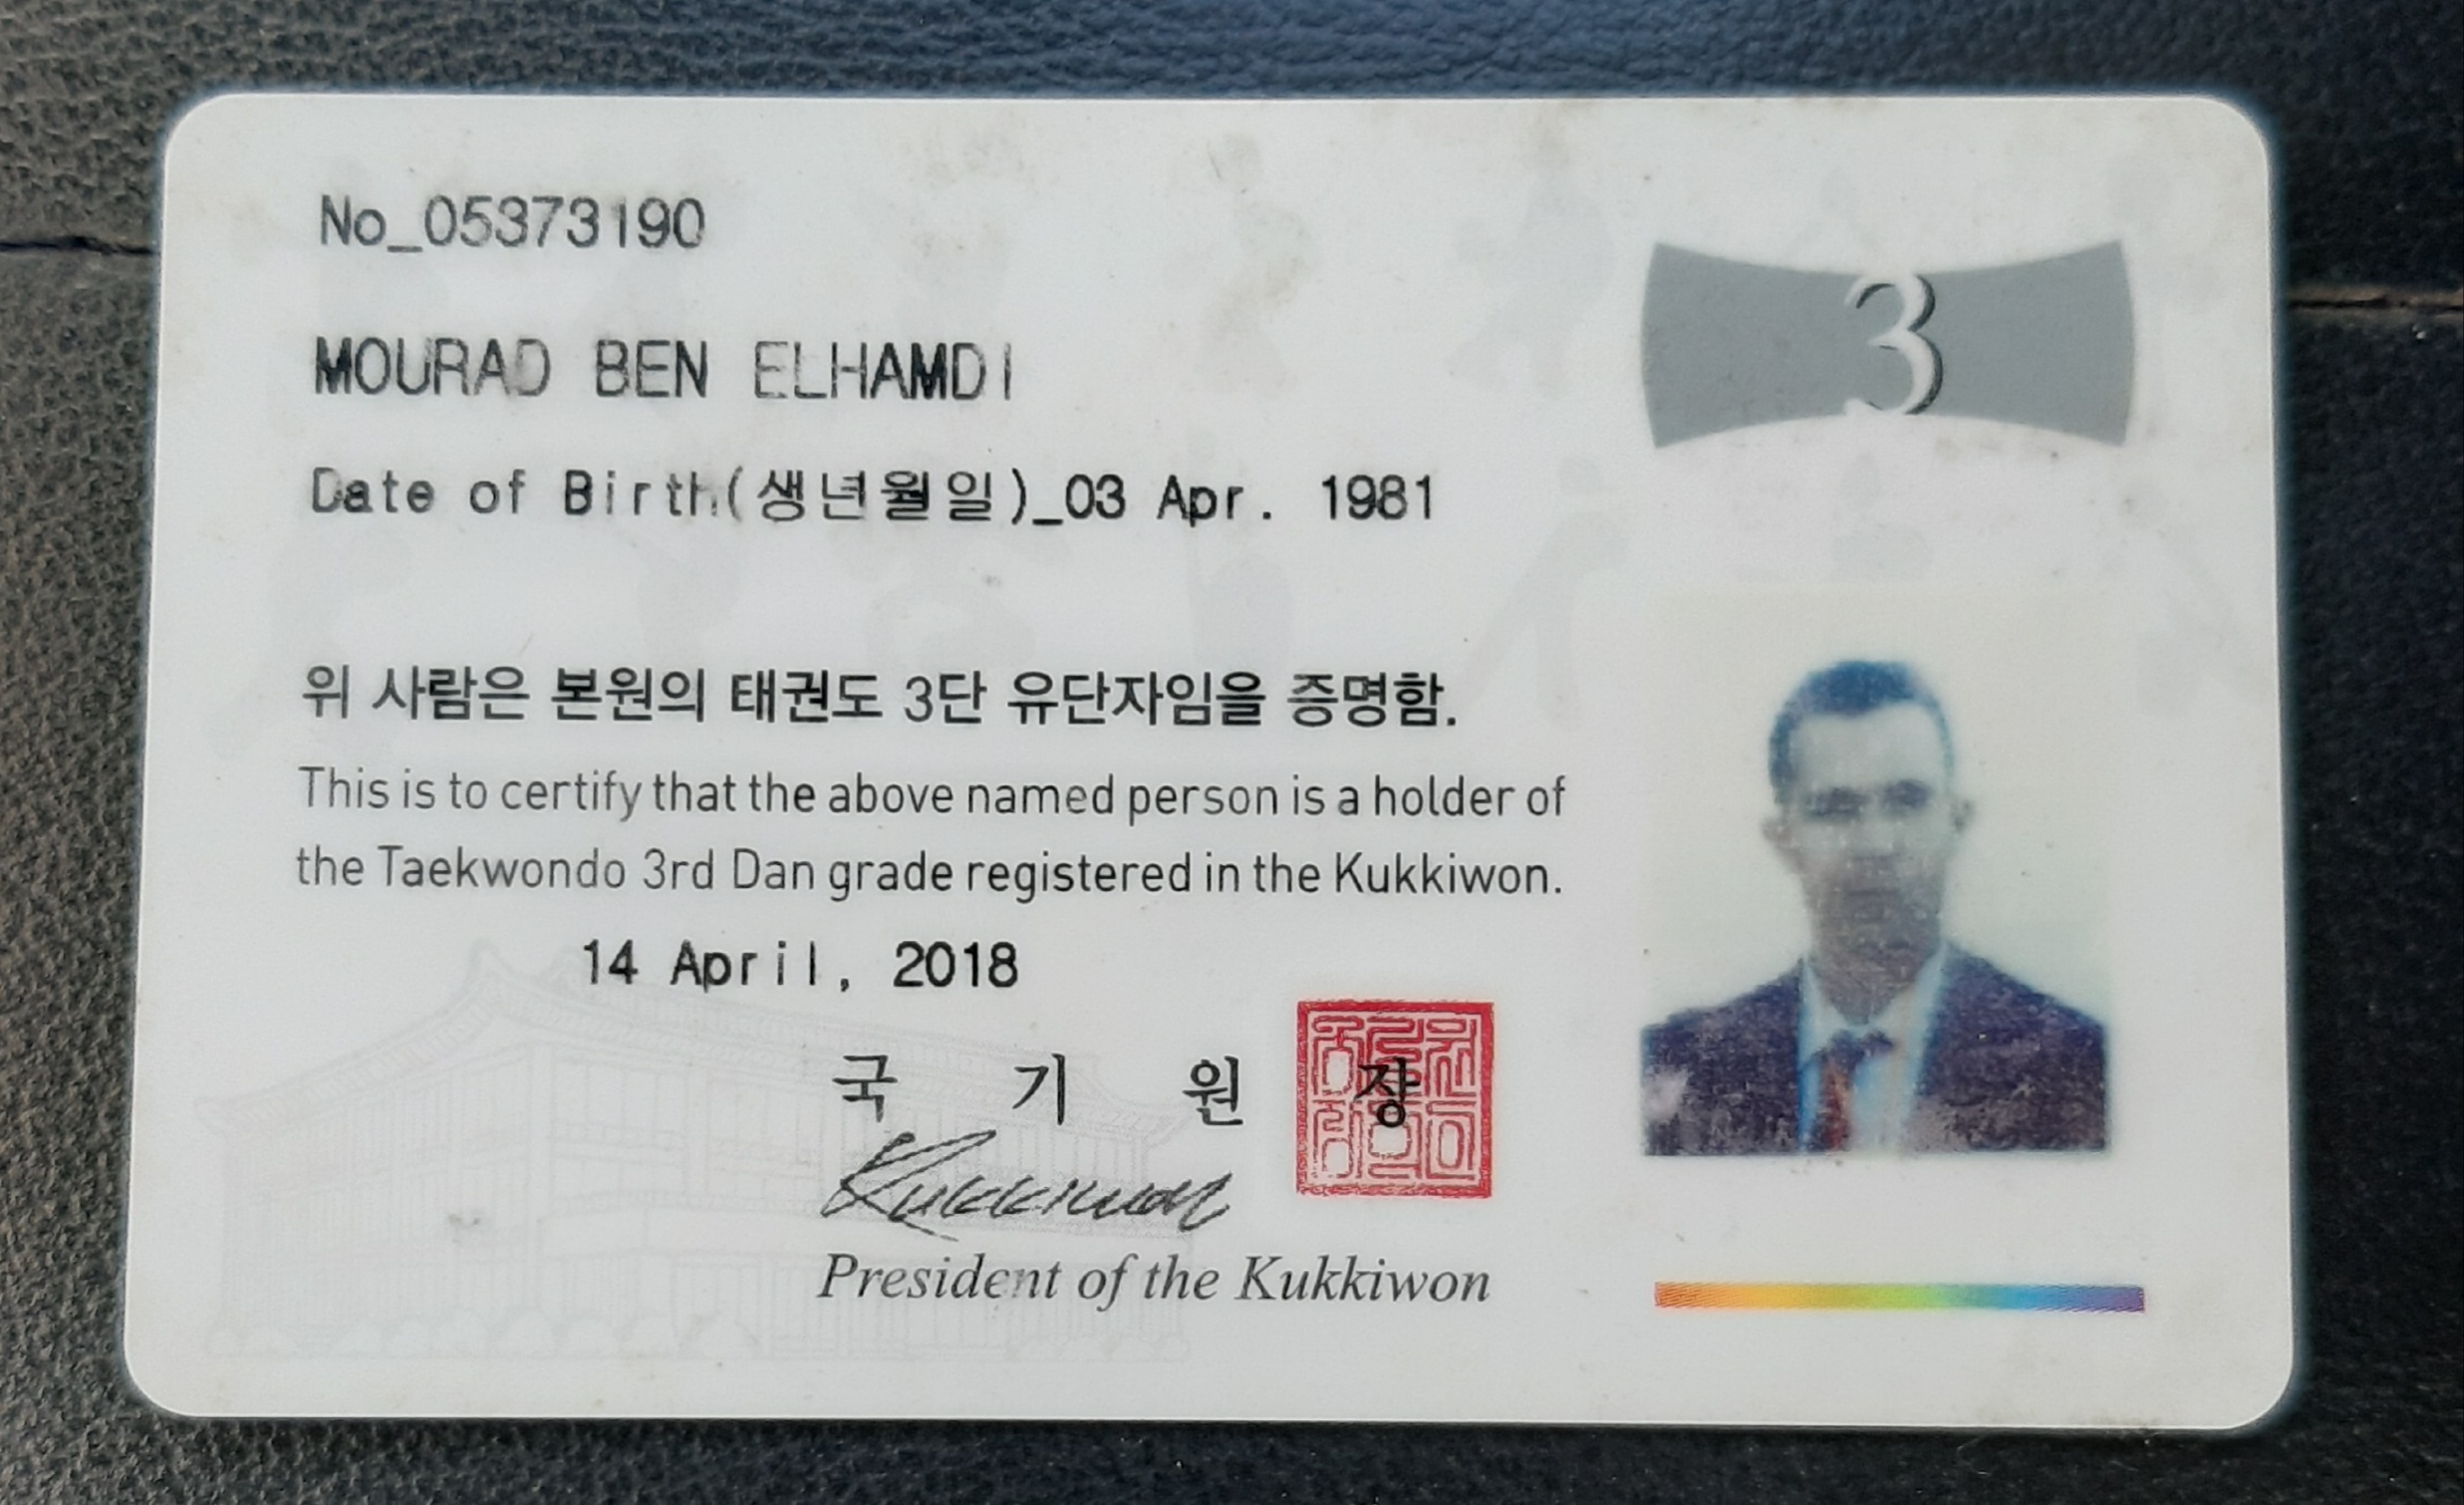 No_05373190
3
MOURAD BEN ELHAMDI
Date of Birth(생년월일)_03 Apr. 1981
위 사람은 본원의 태권도 3단 유단자임을 증명함.
This is to certify that the above named person is a holder of
the Taekwondo 3rd Dan grade registered in the Kukkiwon.
14 April, 2018
국 기 원 장
Kukkiwon
President of the Kukkiwon